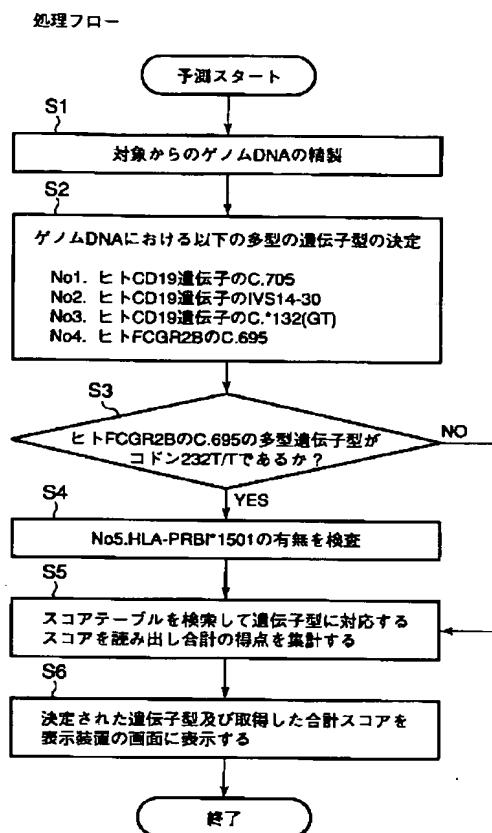 処理フロー
予測スタート
S1
対象からのゲノムDNAの精製
S2
ゲノムDNAにおける以下の多型の遺伝子型の決定
No1. ヒトCD19遺伝子のC.705
No2. ヒトCD19遺伝子のIVS14-30
No3. ヒトCD19遺伝子のC.*132(GT)
No4. ヒトFCGR2BのC.695
S3
ヒトFCGR2BのC.695の多型遺伝子型が
コドン232T/Tであるか？
NO
YES
S4
No5.HLA-PRBI*1501の有無を検査
S5
スコアテーブルを検索して遺伝子型に対応する
スコアを読み出し合計の得点を集計する
S6
決定された遺伝子型及び取得した合計スコアを
表示装置の画面に表示する
終了